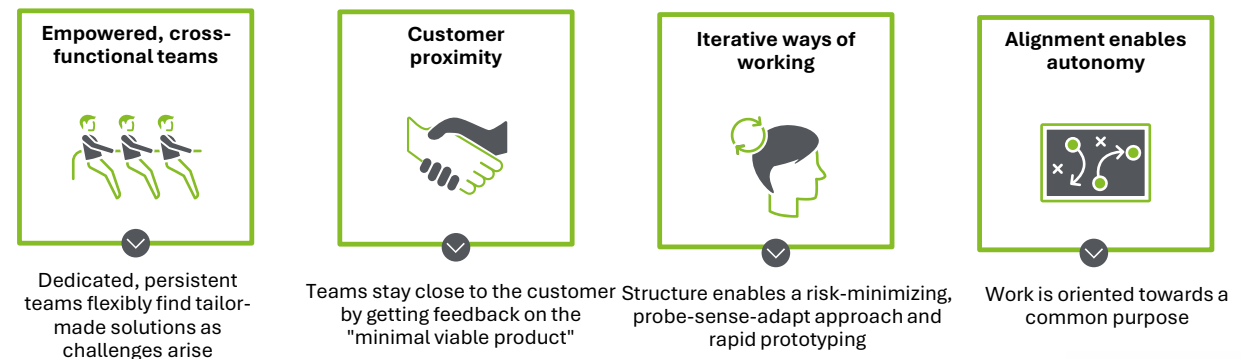 Empowered, cross-
functional teams
Dedicated, persistent
teams flexibly find tailor-
made solutions as
challenges arise
Customer
proximity
Teams stay close to the customer
by getting feedback on the
"minimal viable product"
Iterative ways of
working
Structure enables a risk-minimizing,
probe-sense-adapt approach and
rapid prototyping
Alignment enables
autonomy
Work is oriented towards a
common purpose